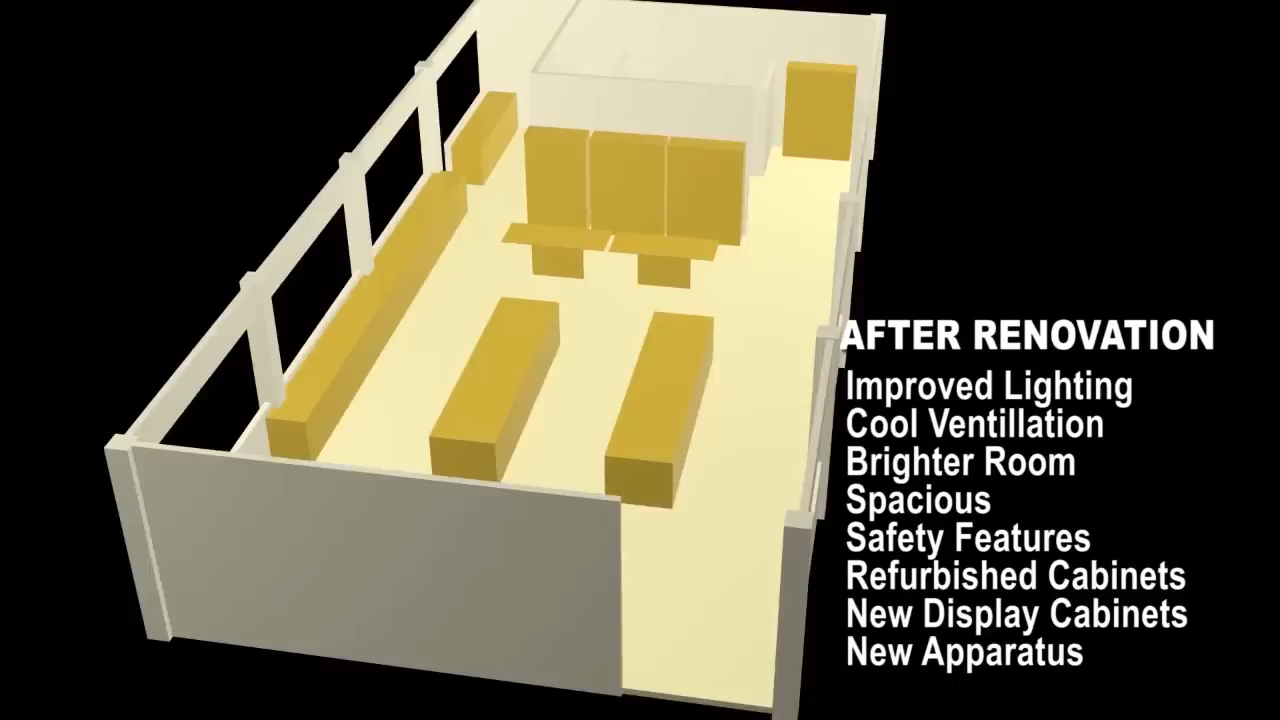 AFTER RENOVATION
Improved Lighting
Cool Ventillation
Brighter Room
Spacious
Safety Features
Refurbished Cabinets
New Display Cabinets
New Apparatus